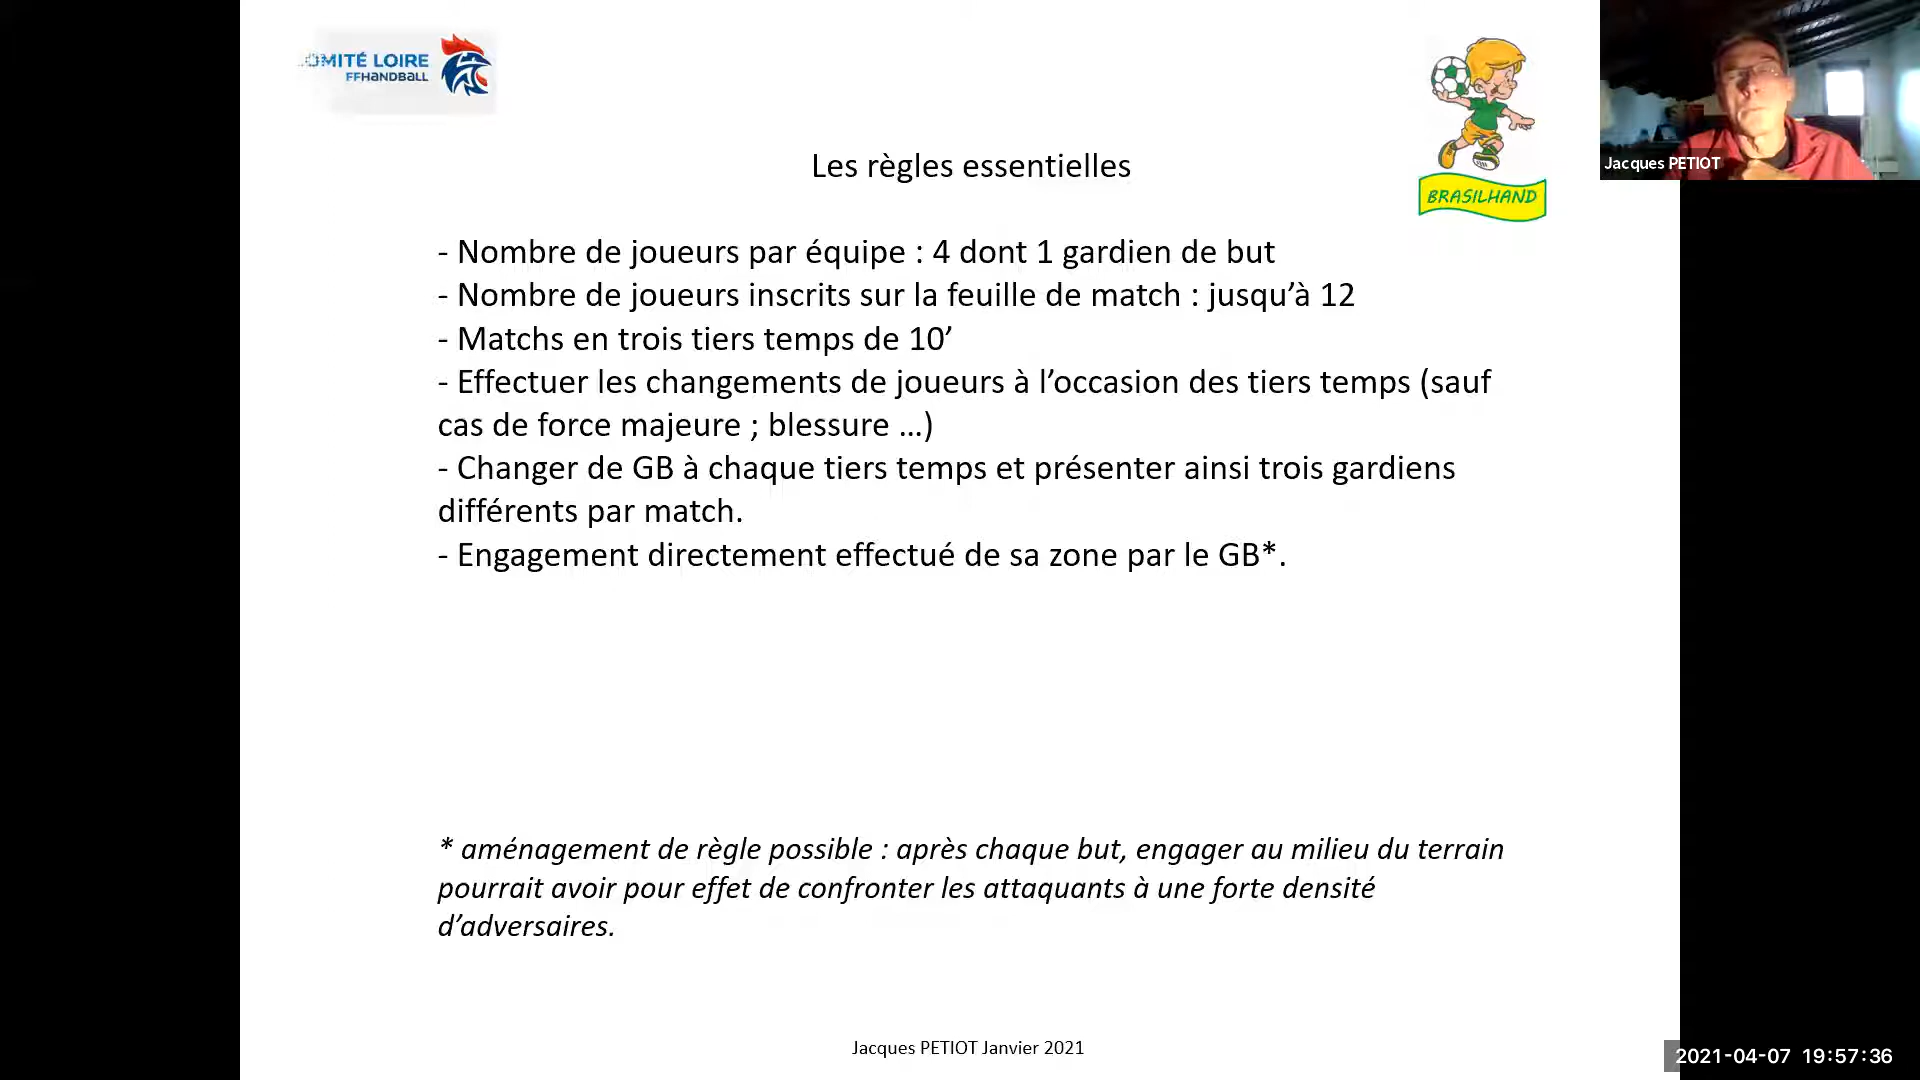 COMITÉ LOIRE
FFHANDBALL
BRASILHAND
Jacques PETIOT
Les règles essentielles
- Nombre de joueurs par équipe : 4 dont 1 gardien de but
- Nombre de joueurs inscrits sur la feuille de match : jusqu’à 12
- Matchs en trois tiers temps de 10’
- Effectuer les changements de joueurs à l’occasion des tiers temps (sauf
cas de force majeure ; blessure …)
- Changer de GB à chaque tiers temps et présenter ainsi trois gardiens
différents par match.
- Engagement directement effectué de sa zone par le GB*.
* aménagement de règle possible : après chaque but, engager au milieu du terrain
pourrait avoir pour effet de confronter les attaquants à une forte densité
d’adversaires.
Jacques PETIOT Janvier 2021
2021-04-07 19:57:36